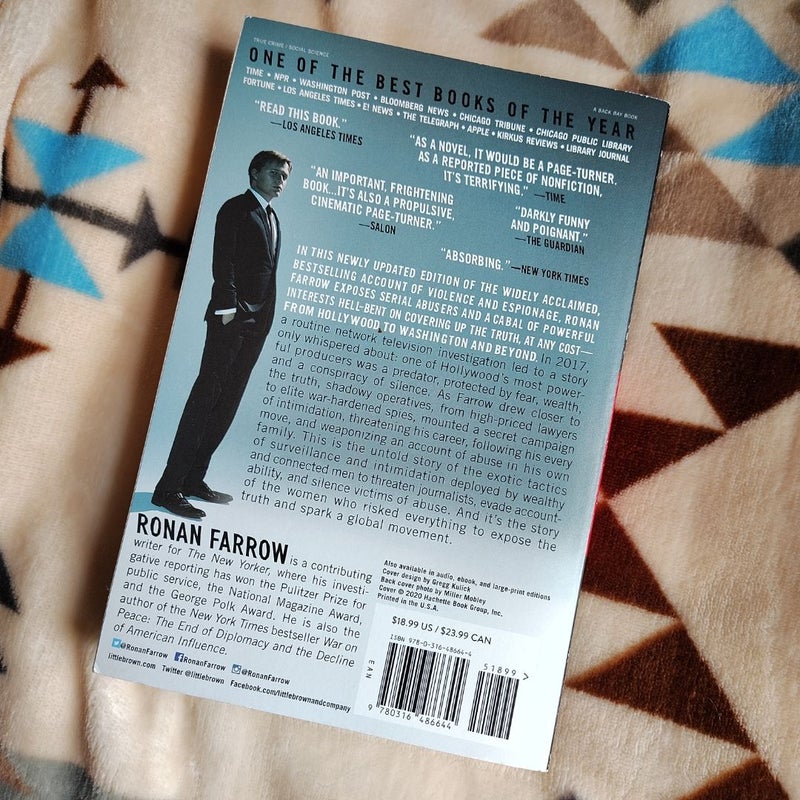 TRUE CRIME / SOCIAL SCIENCE
A BACK BAY BOOK
ONE OF THE BEST BOOKS OF THE YEAR
TIME • NPR • WASHINGTON POST • BLOOMBERG NEWS • CHICAGO TRIBUNE • CHICAGO PUBLIC LIBRARY
FORTUNE • LOS ANGELES TIMES • E! NEWS • THE TELEGRAPH • APPLE • KIRKUS REVIEWS • LIBRARY JOURNAL
"READ THIS BOOK."
—LOS ANGELES TIMES
"AS A NOVEL, IT WOULD BE A PAGE-TURNER.
AS A REPORTED PIECE OF NONFICTION,
IT'S TERRIFYING." —TIME
"AN IMPORTANT, FRIGHTENING
BOOK...IT'S ALSO A PROPULSIVE,
CINEMATIC PAGE-TURNER."
—SALON
"DARKLY FUNNY
AND POIGNANT."
—THE GUARDIAN
"ABSORBING." —NEW YORK TIMES
IN THIS NEWLY UPDATED EDITION OF THE WIDELY ACCLAIMED,
BESTSELLING ACCOUNT OF VIOLENCE AND ESPIONAGE, RONAN
FARROW EXPOSES SERIAL ABUSERS AND A CABAL OF POWERFUL
INTERESTS HELL-BENT ON COVERING UP THE TRUTH, AT ANY COST—
FROM HOLLYWOOD TO WASHINGTON AND BEYOND. In 2017,
a routine network television investigation led to a story
only whispered about: one of Hollywood's most power-
ful producers was a predator, protected by fear, wealth,
and a conspiracy of silence. As Farrow drew closer to
the truth, shadowy operatives, from high-priced lawyers
to elite war-hardened spies, mounted a secret campaign
of intimidation, threatening his career, following his every
move, and weaponizing an account of abuse in his own
family. This is the untold story of the exotic tactics
of surveillance and intimidation deployed by wealthy
and connected men to threaten journalists, evade account-
ability, and silence victims of abuse. And it's the story
of the women who risked everything to expose the
truth and spark a global movement.
RONAN FARROW is a contributing
writer for The New Yorker, where his investi-
gative reporting has won the Pulitzer Prize for
public service, the National Magazine Award,
and the George Polk Award. He is also the
author of the New York Times bestseller War on
Peace: The End of Diplomacy and the Decline
of American Influence.
@RonanFarrow RonanFarrow @RonanFarrow
littlebrown.com Twitter @littlebrown Facebook.com/littlebrownandcompany
Also available in audio, ebook, and large-print editions
Cover design by Gregg Kulick
Back cover photo by Miller Mobley
Cover © 2020 Hachette Book Group, Inc.
Printed in the U.S.A.
$18.99 US / $23.99 CAN
ISBN 978-0-316-48664-4
51899 >
EAN
9 780316 486644